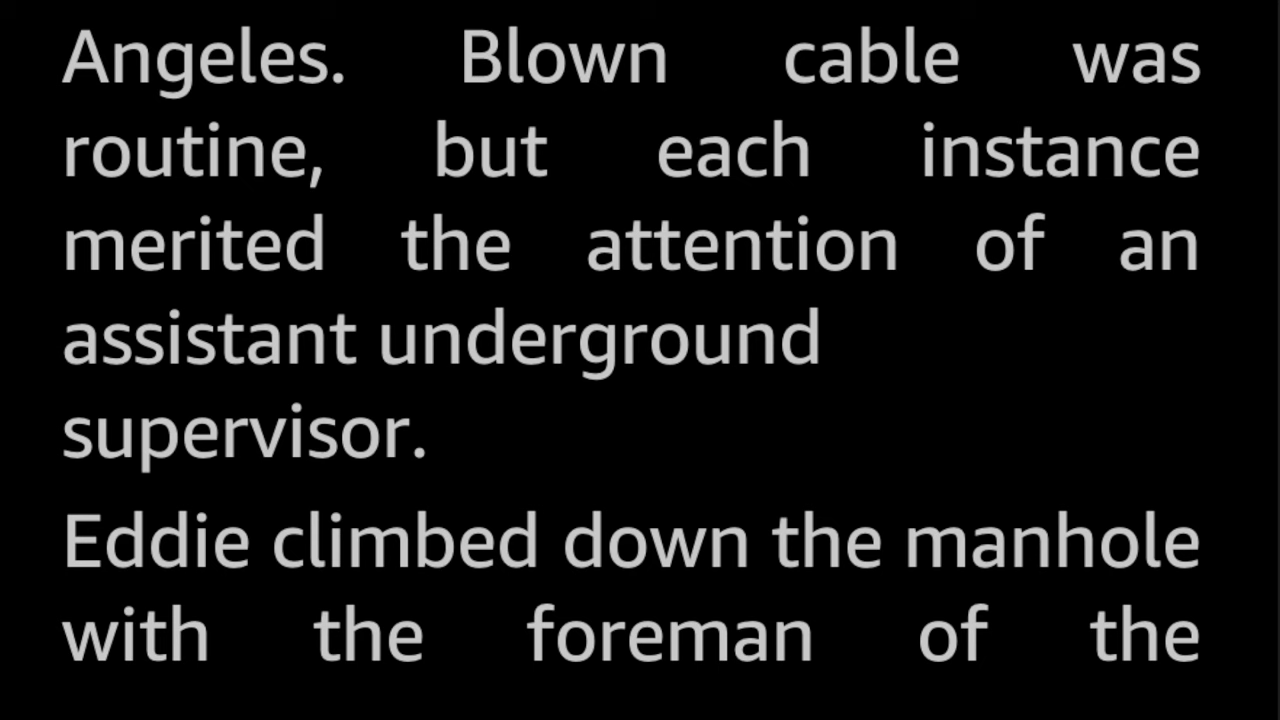 Angeles. Blown cable was
routine, but each instance
merited the attention of an
assistant underground
supervisor.
Eddie climbed down the manhole
with the foreman of the